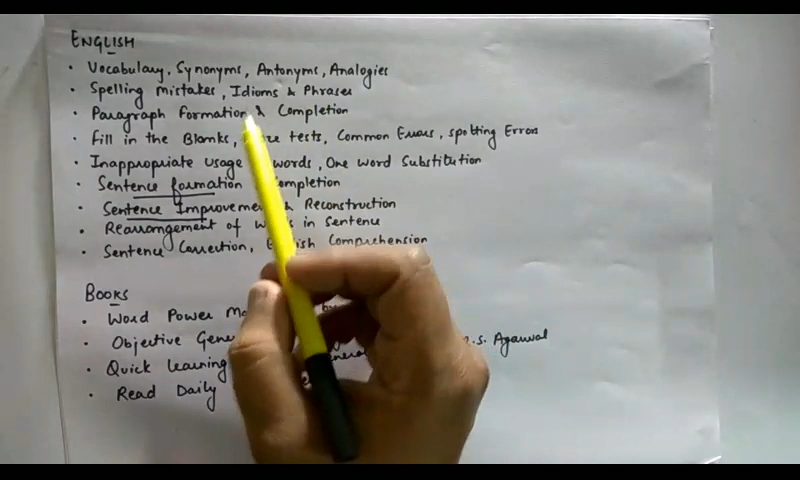 ENGLISH
• Vocabulary, Synonyms, Antonyms, Analogies
• Spelling mistakes, Idioms & Phrases
• Paragraph Formation & Completion
• Fill in the Blanks, tests, Common Errors, spotting Errors
• Inappropriate usage words, One word Substitution
• Sentence formation Completion
• Sentence Improvement & Reconstruction
• Rearrangement of in Sentence
• Sentence Correction, English Comprehension
BOOKS
• Word Power
• Objective S. Agarwal
• Quick Learning
• Read Daily